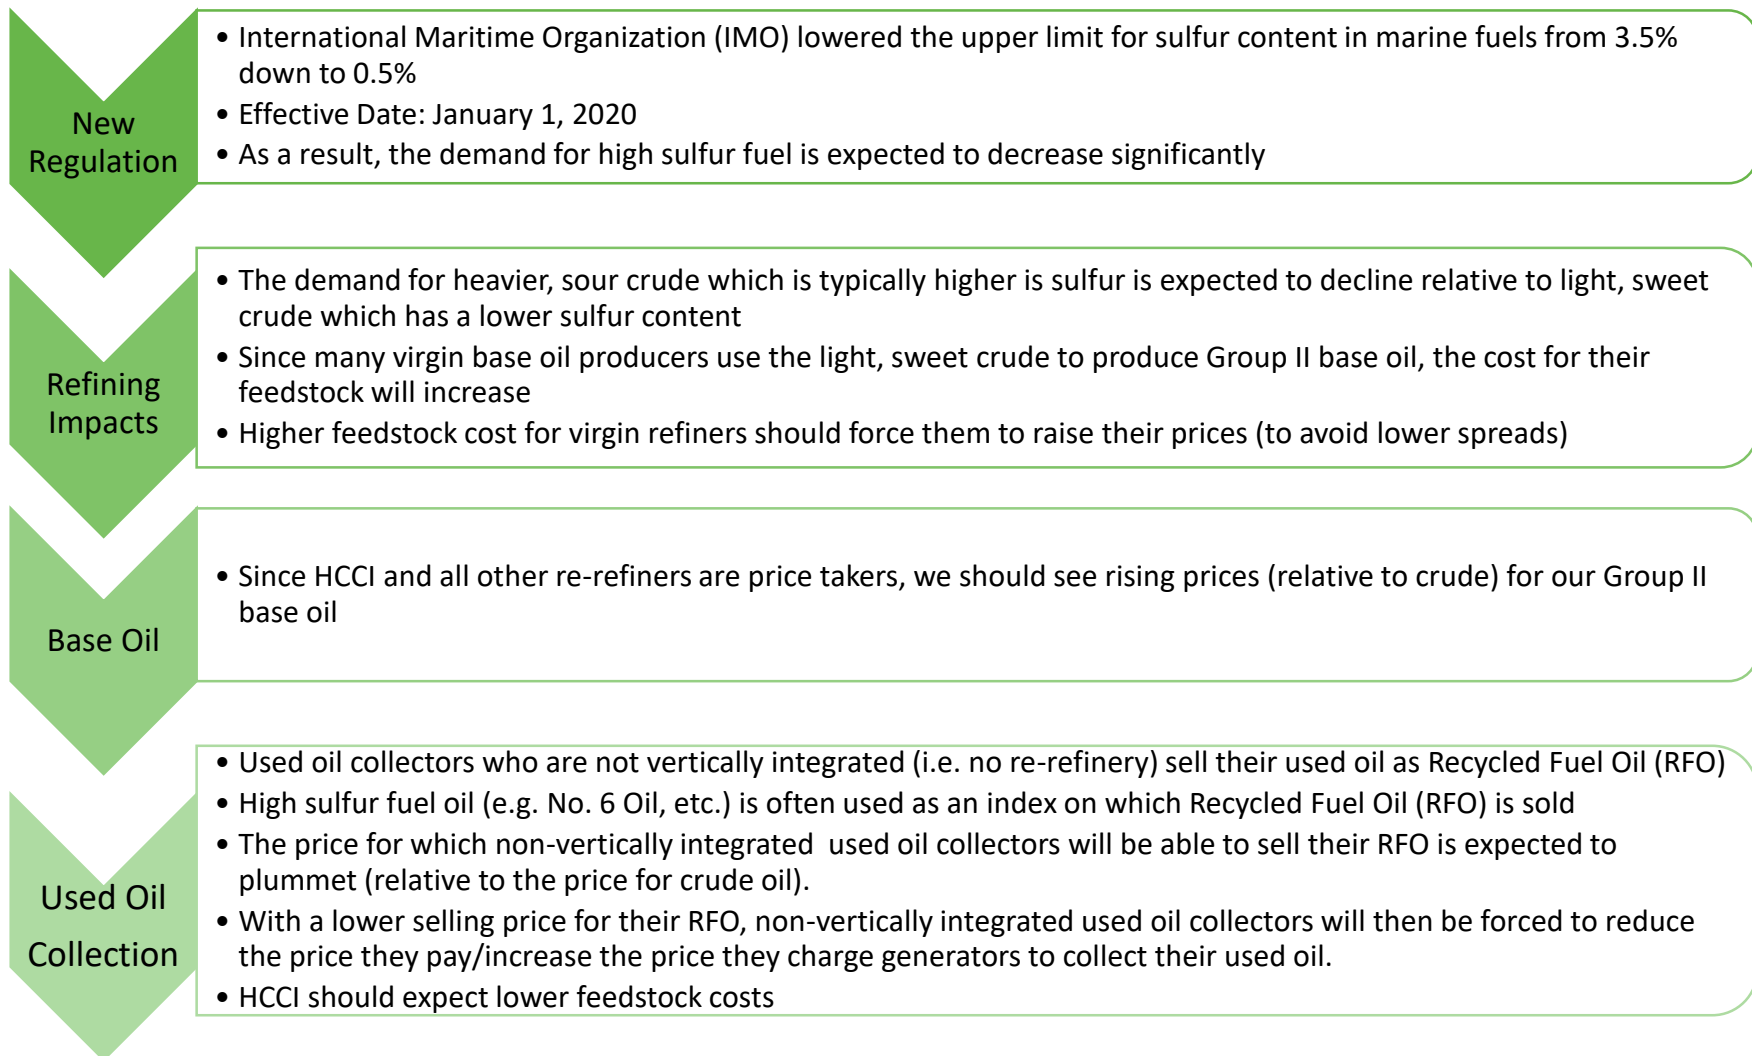 New
Regulation
• International Maritime Organization (IMO) lowered the upper limit for sulfur content in marine fuels from 3.5%
down to 0.5%
• Effective Date: January 1, 2020
• As a result, the demand for high sulfur fuel is expected to decrease significantly
Refining
Impacts
• The demand for heavier, sour crude which is typically higher is sulfur is expected to decline relative to light, sweet
crude which has a lower sulfur content
• Since many virgin base oil producers use the light, sweet crude to produce Group II base oil, the cost for their
feedstock will increase
• Higher feedstock cost for virgin refiners should force them to raise their prices (to avoid lower spreads)
Base Oil
• Since HCCI and all other re-refiners are price takers, we should see rising prices (relative to crude) for our Group II
base oil
Used Oil
Collection
• Used oil collectors who are not vertically integrated (i.e. no re-refinery) sell their used oil as Recycled Fuel Oil (RFO)
• High sulfur fuel oil (e.g. No. 6 Oil, etc.) is often used as an index on which Recycled Fuel Oil (RFO) is sold
• The price for which non-vertically integrated used oil collectors will be able to sell their RFO is expected to
plummet (relative to the price for crude oil).
• With a lower selling price for their RFO, non-vertically integrated used oil collectors will then be forced to reduce
the price they pay/increase the price they charge generators to collect their used oil.
• HCCI should expect lower feedstock costs